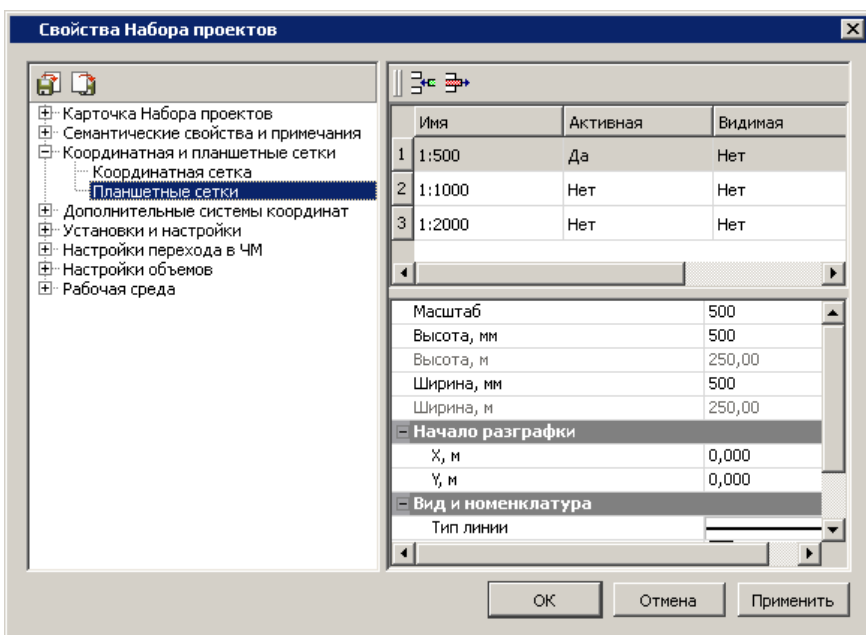 Свойства Набора проектов
Карточка Набора проектов
Семантические свойства и примечания
Координатная и планшетные сетки
Координатная сетка
Планшетные сетки
Дополнительные системы координат
Установки и настройки
Настройки перехода в ЧМ
Настройки объемов
Рабочая среда
Имя Активная Видимая
1 1:500 Да Нет
2 1:1000 Нет Нет
3 1:2000 Нет Нет
Масштаб 500
Высота, мм 500
Высота, м 250,00
Ширина, мм 500
Ширина, м 250,00
Начало разграфки
X, м 0,000
Y, м 0,000
Вид и номенклатура
Тип линии
ОК Отмена Применить